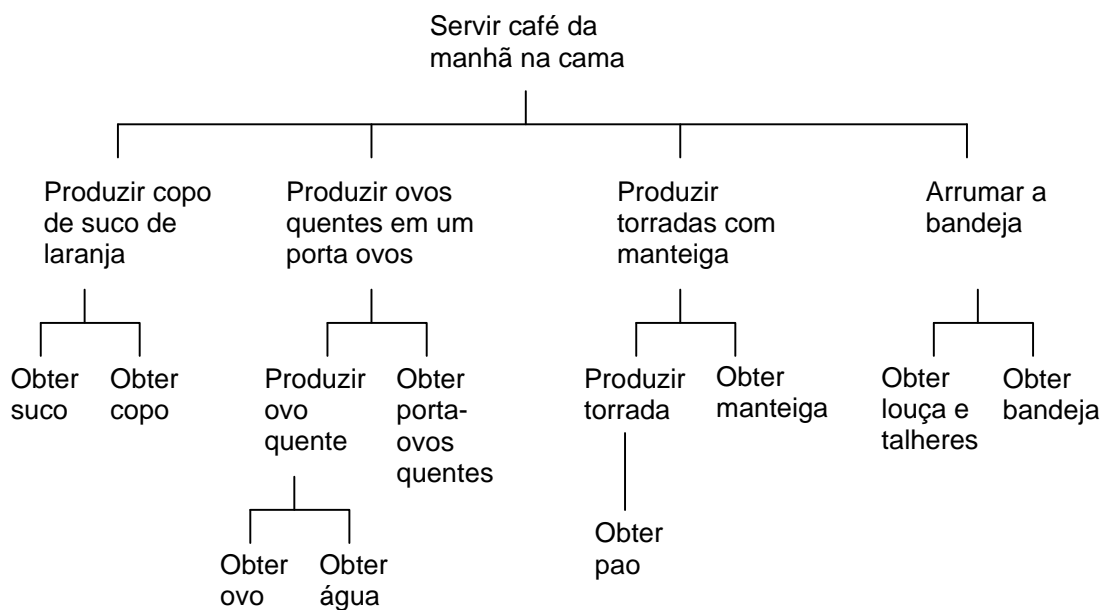 Servir café da
manhã na cama
Produzir copo
de suco de
laranja
Produzir ovos
quentes em um
porta ovos
Produzir
torradas com
manteiga
Arrumar a
bandeja
Obter
suco
Obter
copo
Produzir
ovo
quente
Obter
porta-
ovos
quentes
Produzir
torrada
Obter
manteiga
Obter
louça e
talheres
Obter
bandeja
Obter
ovo
Obter
água
Obter
pao